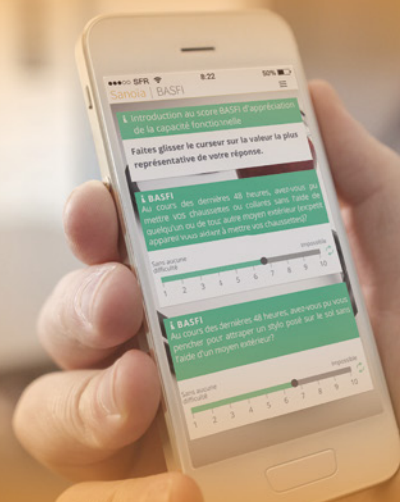 SFR 8:22 50%
Sanoia | BASFI
Introduction au score BASFI d'appréciation
de la capacité fonctionnelle
Faites glisser le curseur sur la valeur la plus
représentative de votre réponse.
BASFI
Au cours des dernières 48 heures, avez-vous pu
mettre vos chaussettes ou collants sans l'aide de
quelqu'un ou de tout autre moyen extérieur (ex:petit
appareil vous aidant à mettre vos chaussettes)?
Sans aucune Impossible
difficulté
1 2 3 4 5 6 7 8 9 10
BASFI
Au cours des dernières 48 heures, avez-vous pu vous
pencher pour attraper un stylo posé sur le sol sans
l'aide d'un moyen extérieur?
Sans aucune Impossible
difficulté
1 2 3 4 5 6 7 8 9 10